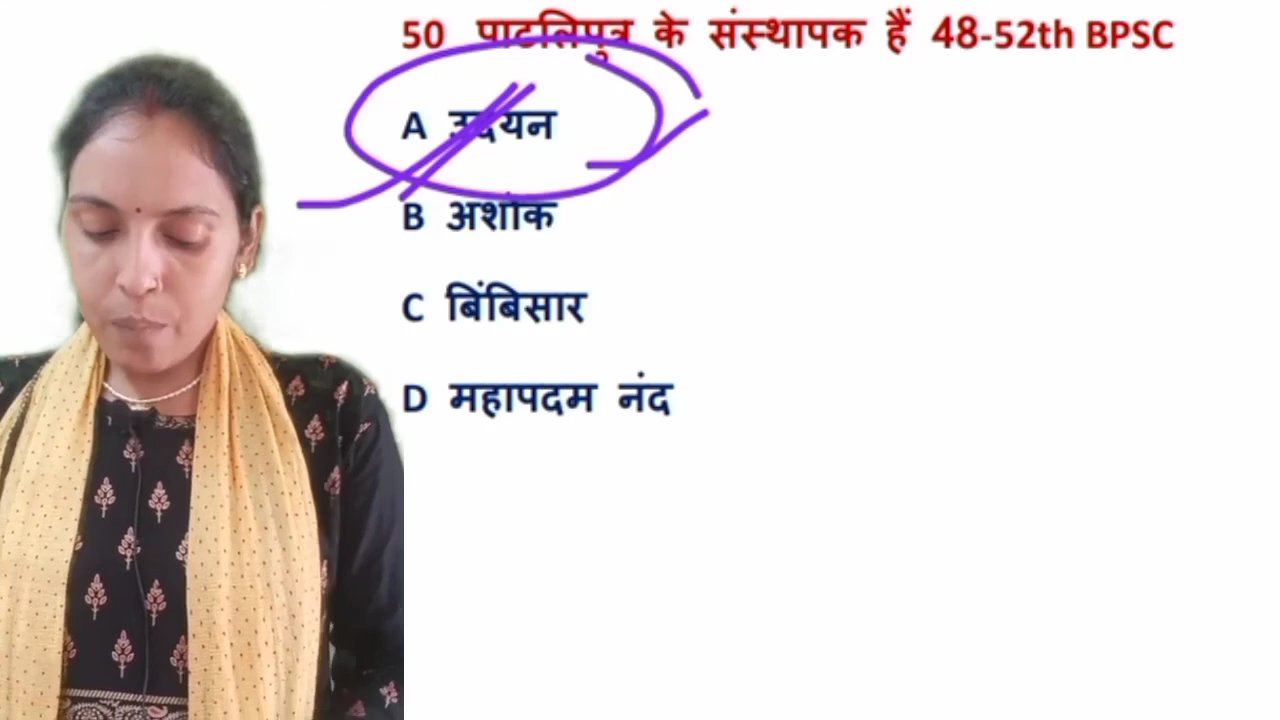 50 पाटलिपुत्र के संस्थापक हैं 48-52th BPSC
A उदयन
B अशोक
C बिंबिसार
D महापदम नंद